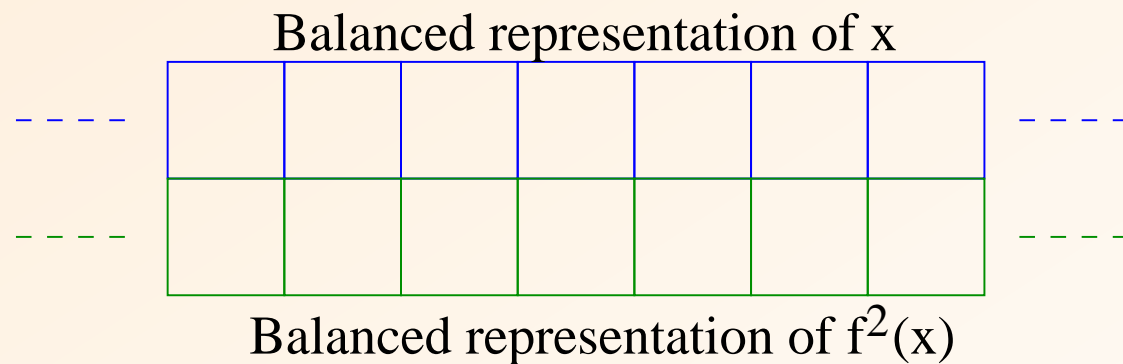 Balanced representation of x
Balanced representation of f²(x)